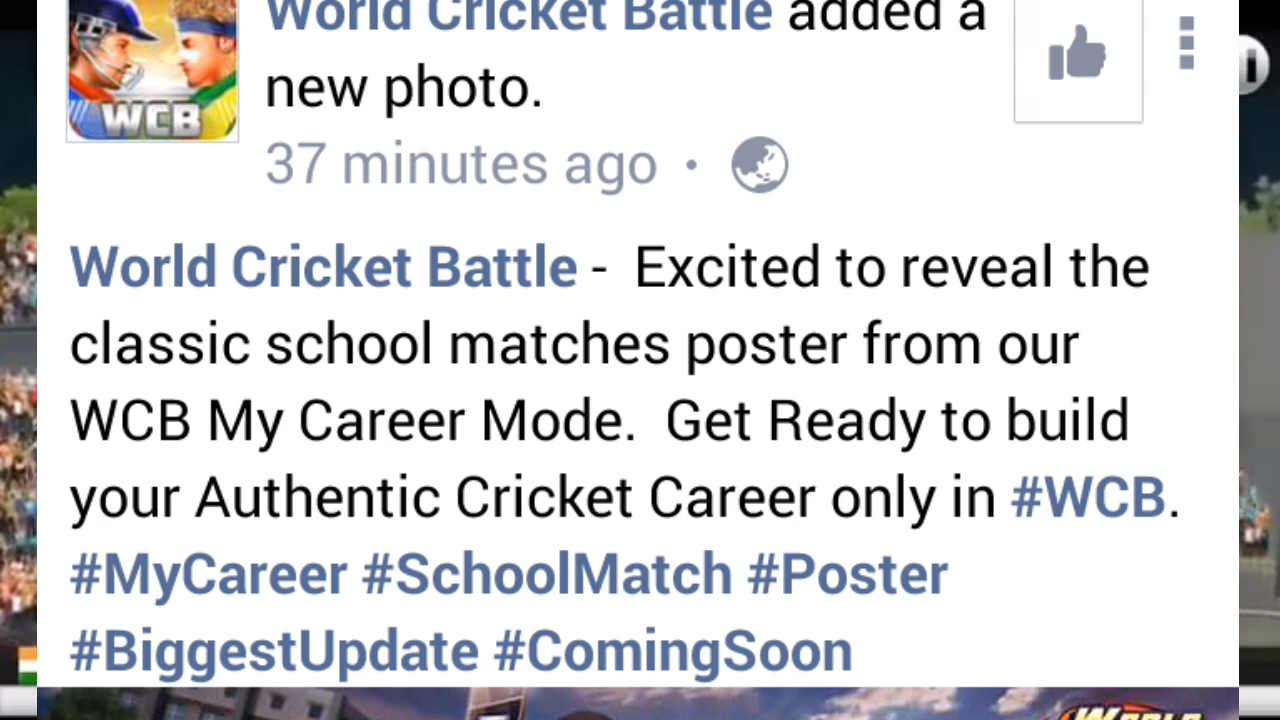 World Cricket Battle added a
new photo.
WCB
37 minutes ago ·
World Cricket Battle - Excited to reveal the
classic school matches poster from our
WCB My Career Mode. Get Ready to build
your Authentic Cricket Career only in #WCB.
#MyCareer #SchoolMatch #Poster
#BiggestUpdate #ComingSoon
WORLD